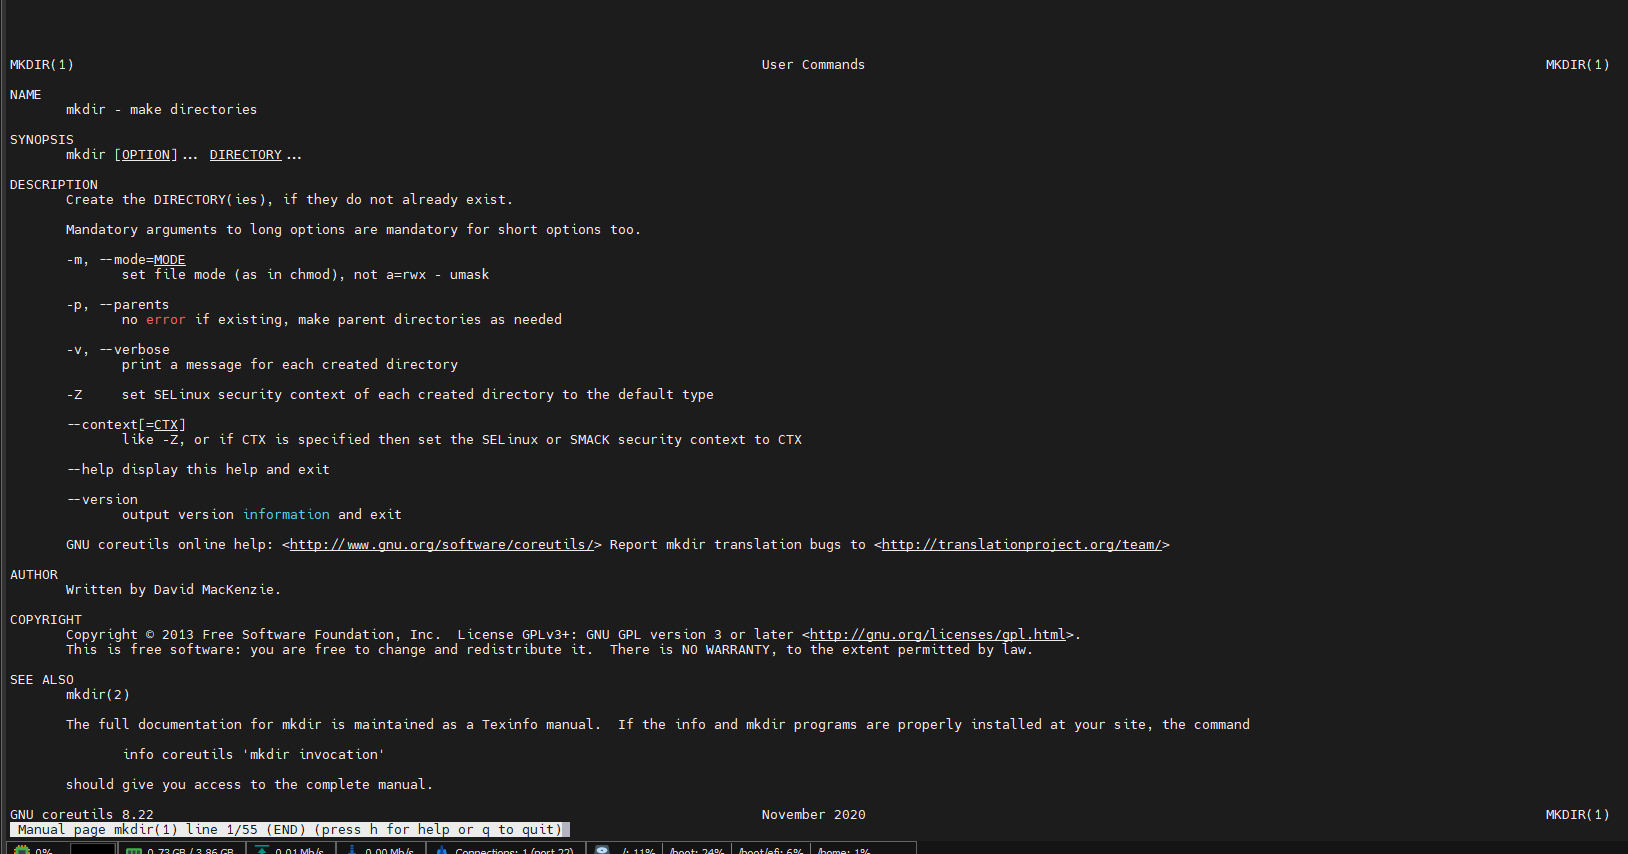 MKDIR(1) User Commands MKDIR(1)
NAME
mkdir - make directories
SYNOPSIS
mkdir [OPTION]... DIRECTORY...
DESCRIPTION
Create the DIRECTORY(ies), if they do not already exist.
Mandatory arguments to long options are mandatory for short options too.
-m, --mode=MODE
set file mode (as in chmod), not a=rwx - umask
-p, --parents
no error if existing, make parent directories as needed
-v, --verbose
print a message for each created directory
-Z set SELinux security context of each created directory to the default type
--context[=CTX]
like -Z, or if CTX is specified then set the SELinux or SMACK security context to CTX
--help display this help and exit
--version
output version information and exit
GNU coreutils online help: <http://www.gnu.org/software/coreutils/> Report mkdir translation bugs to <http://translationproject.org/team/>
AUTHOR
Written by David MacKenzie.
COPYRIGHT
Copyright © 2013 Free Software Foundation, Inc. License GPLv3+: GNU GPL version 3 or later <http://gnu.org/licenses/gpl.html>.
This is free software: you are free to change and redistribute it. There is NO WARRANTY, to the extent permitted by law.
SEE ALSO
mkdir(2)
The full documentation for mkdir is maintained as a Texinfo manual. If the info and mkdir programs are properly installed at your site, the command
info coreutils 'mkdir invocation'
should give you access to the complete manual.
GNU coreutils 8.22 November 2020 MKDIR(1)
Manual page mkdir(1) line 1/55 (END) (press h for help or q to quit)
0% 0.73 GB / 3.86 GB 0.01 Mb/s 0.00 Mb/s Connections: 1 (port 22) /: 11% /boot: 24% /boot/efi: 6% /home: 1%